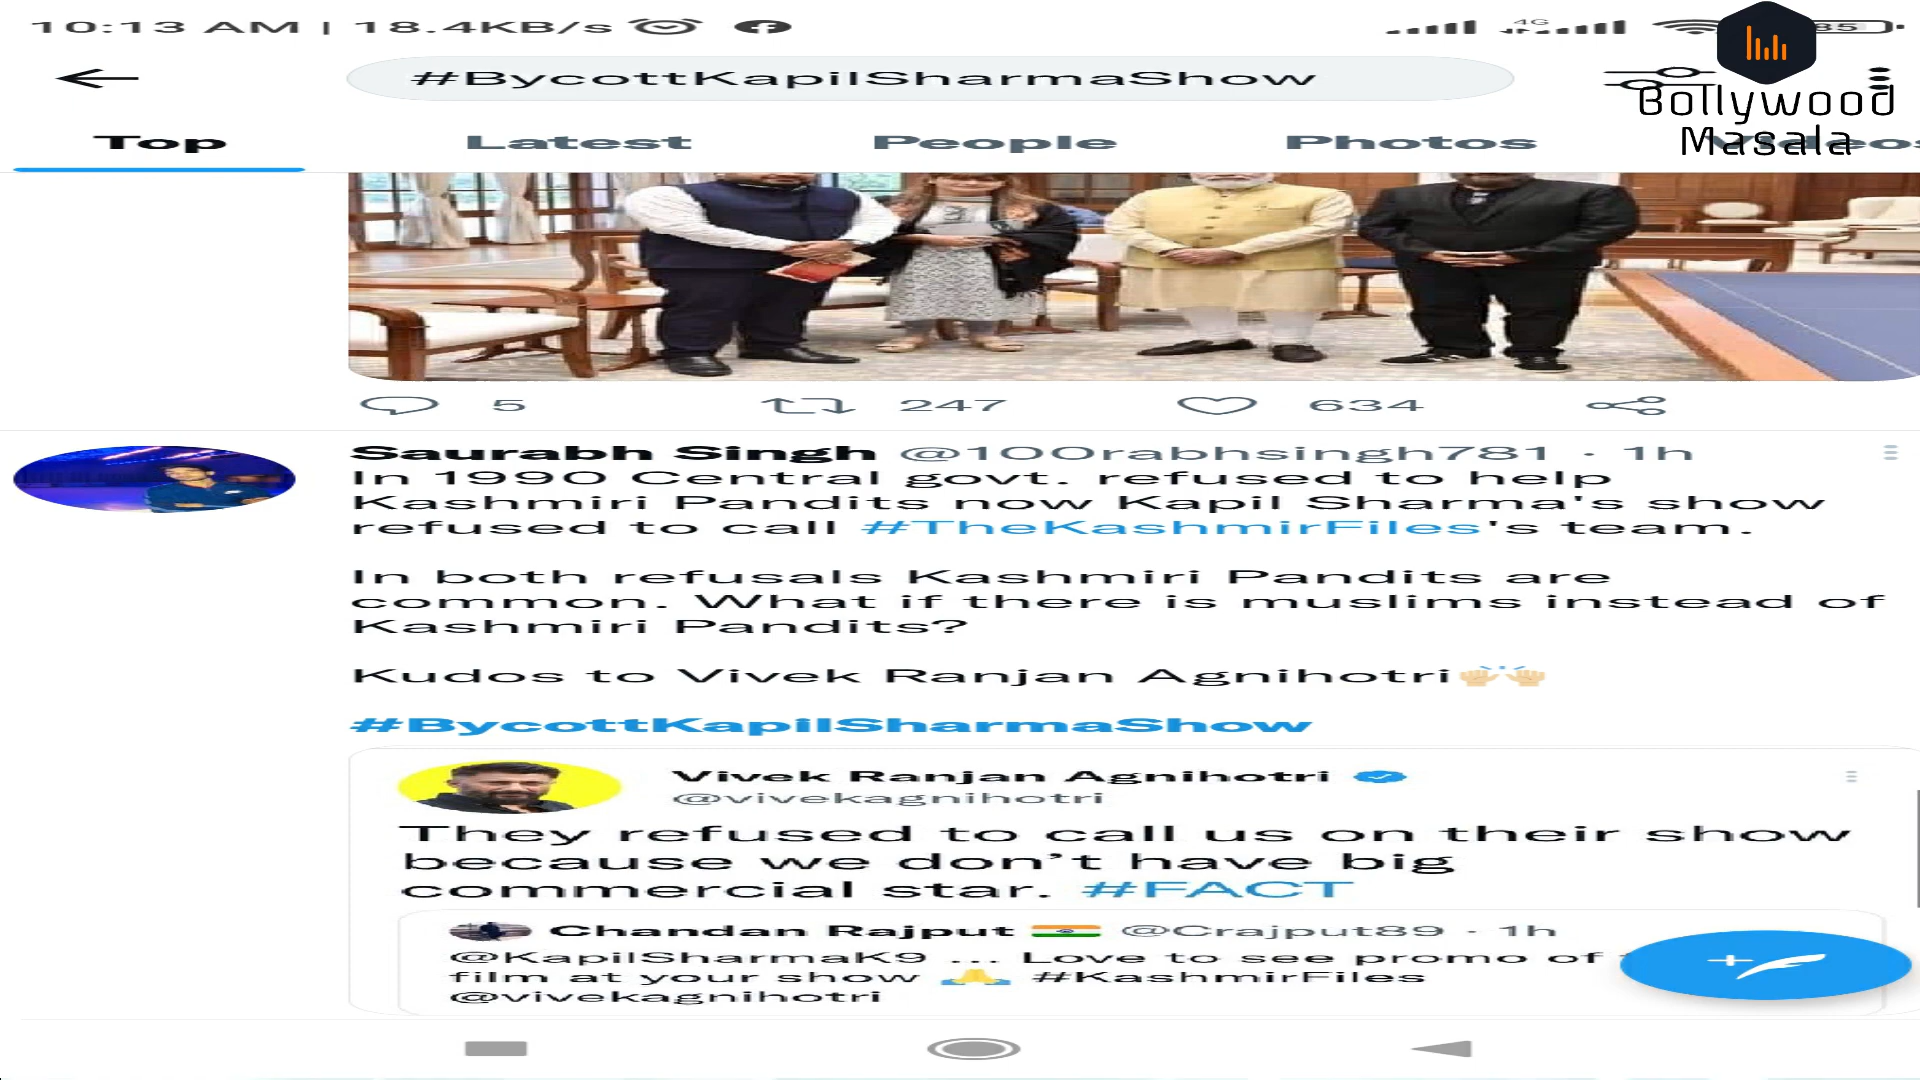 10:13 AM | 18.4KB/s
4G
85
#BycottKapilSharmaShow
Bollywood
Masala
Top Latest People Photos Videos
5 247 634
Saurabh Singh @100rabhsingh781 · 1h
In 1990 Central govt. refused to help
Kashmiri Pandits now Kapil Sharma's show
refused to call #TheKashmirFiles's team.
In both refusals Kashmiri Pandits are
common. What if there is muslims instead of
Kashmiri Pandits?
Kudos to Vivek Ranjan Agnihotri🙌
#BycottKapilSharmaShow
Vivek Ranjan Agnihotri
@vivekagnihotri
They refused to call us on their show
because we don't have big
commercial star. #FACT
Chandan Rajput 🇮🇳 @Crajput89 · 1h
@KapilSharmaK9 ... Love to see promo of
film at your show 🙏 #KashmirFiles
@vivekagnihotri